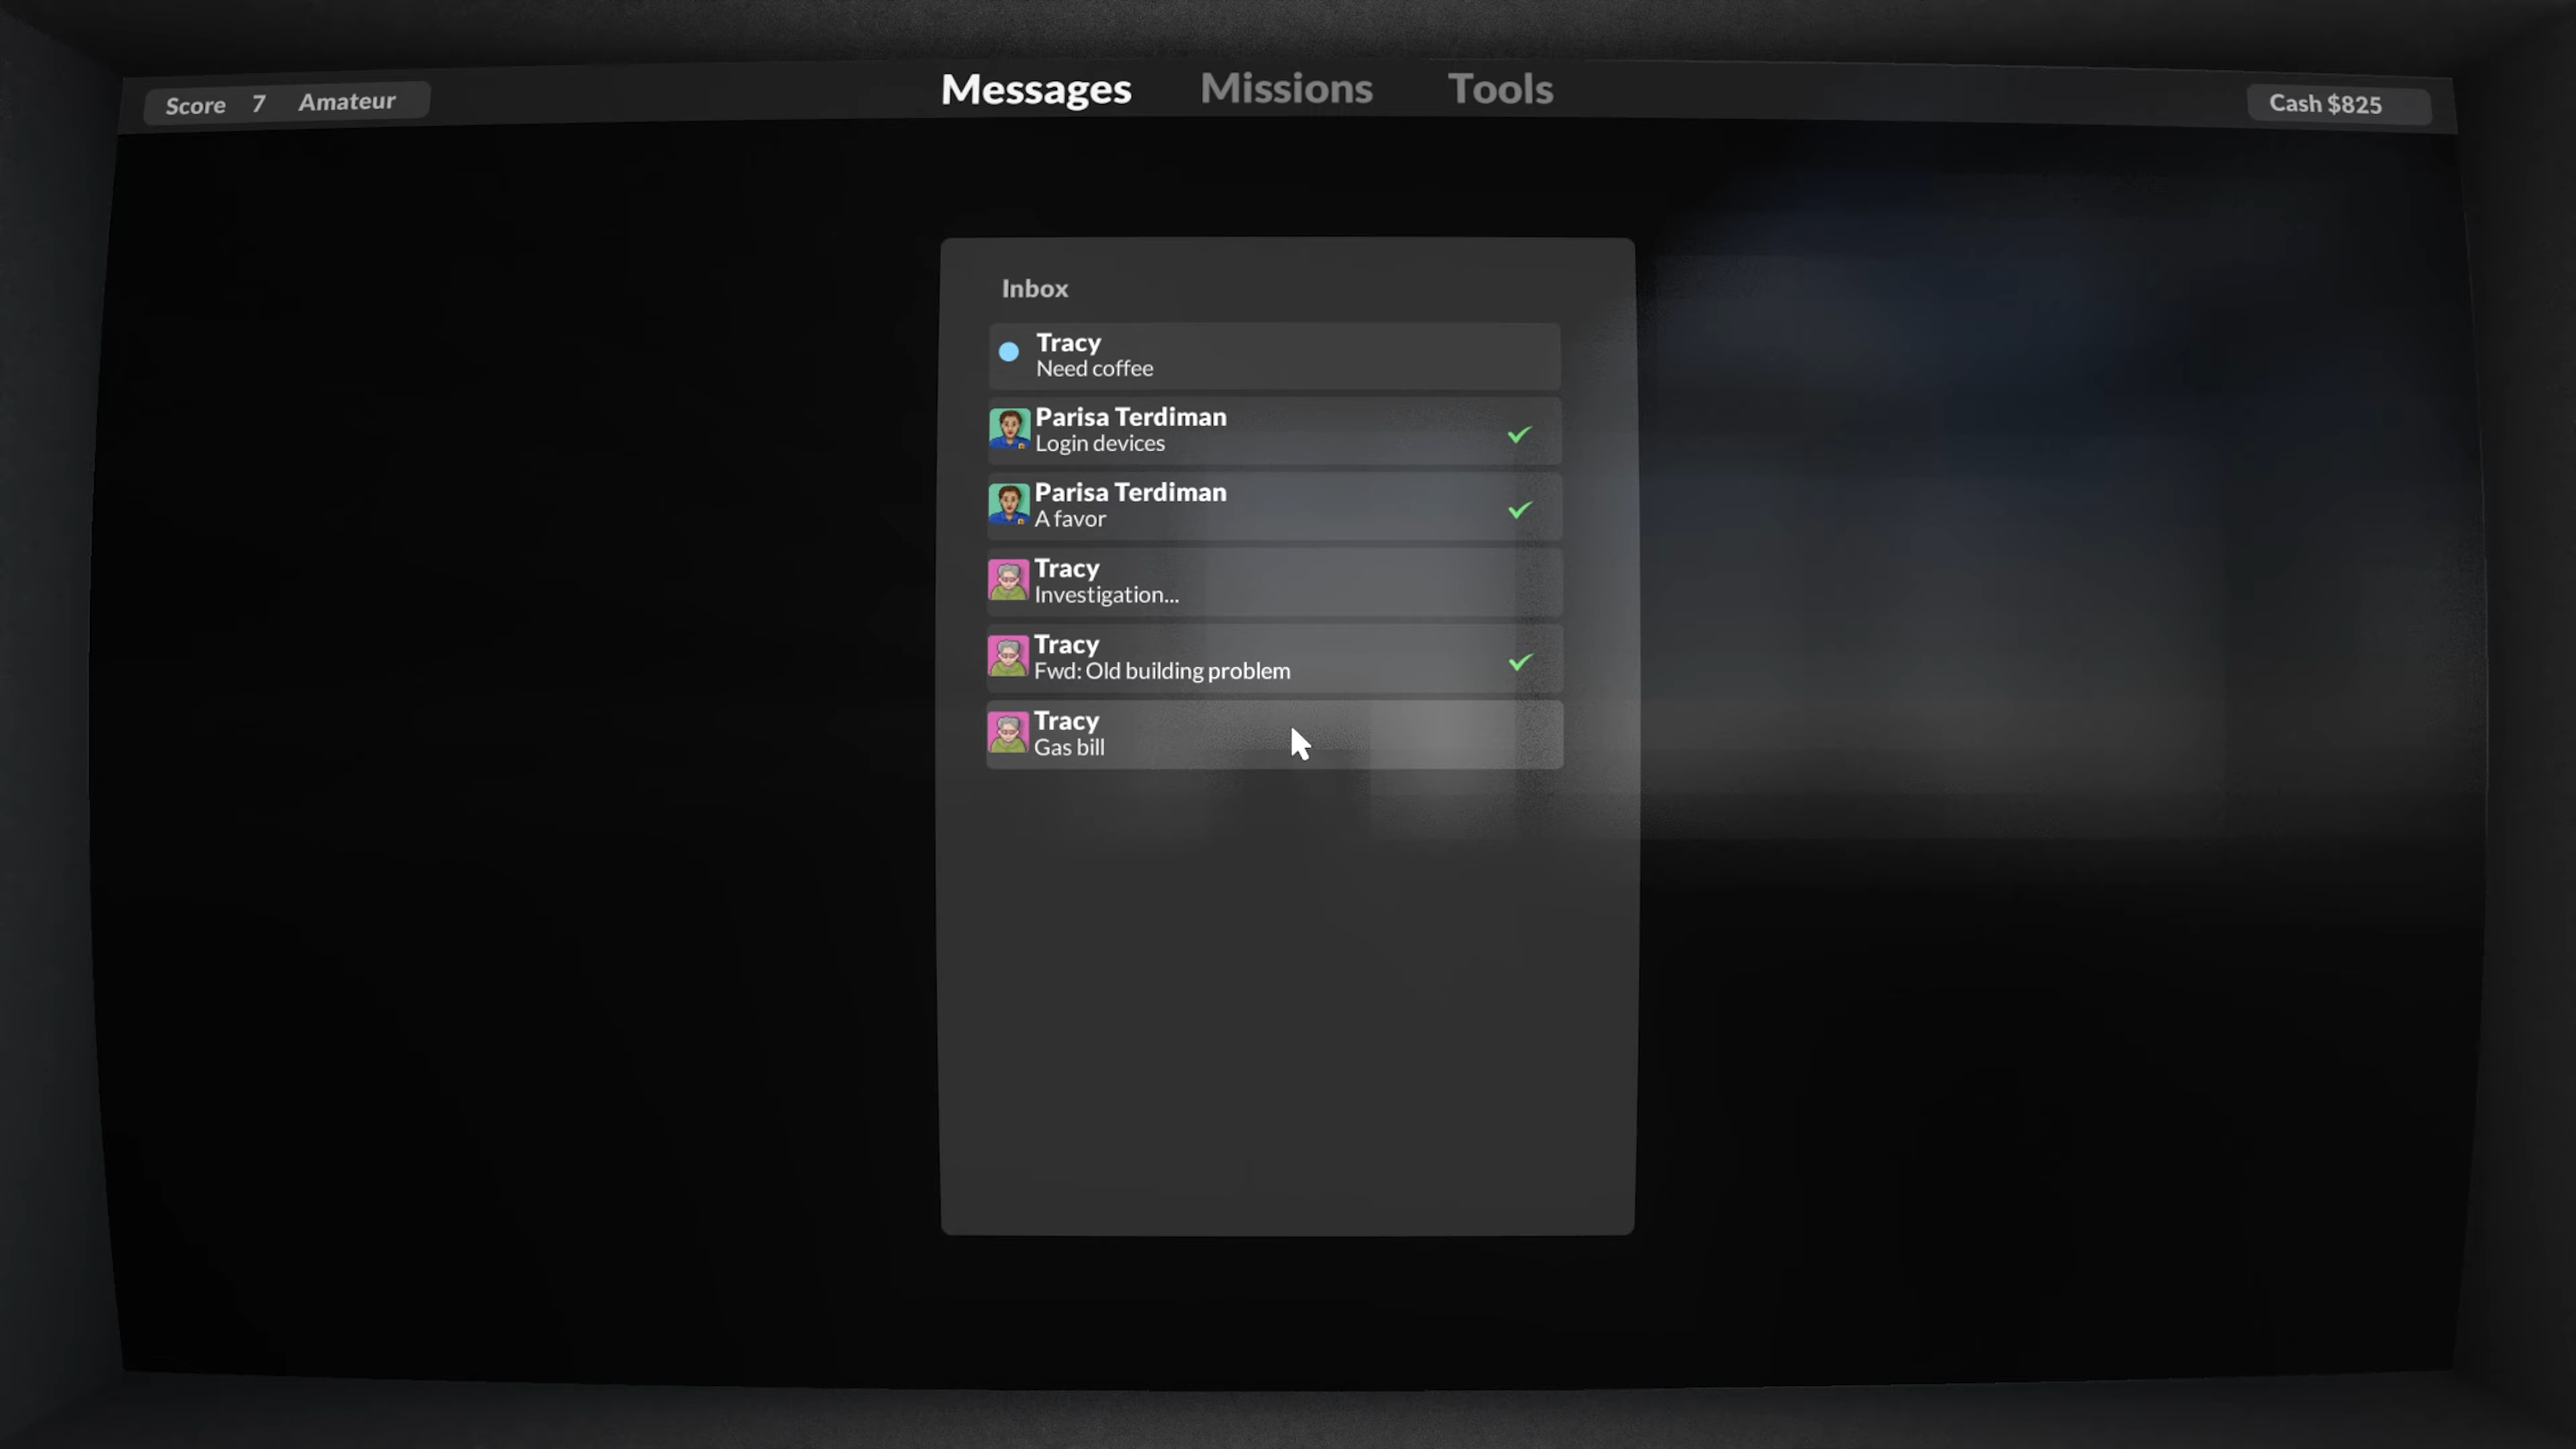 Score 7 Amateur
Messages Missions Tools
Cash $825
Inbox
Tracy
Need coffee
Parisa Terdiman
Login devices
Parisa Terdiman
A favor
Tracy
Investigation...
Tracy
Fwd: Old building problem
Tracy
Gas bill